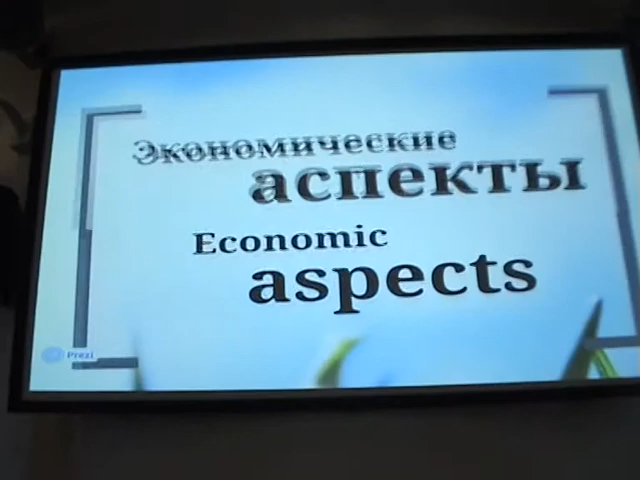 Экономические
аспекты
Economic
aspects
Prezi